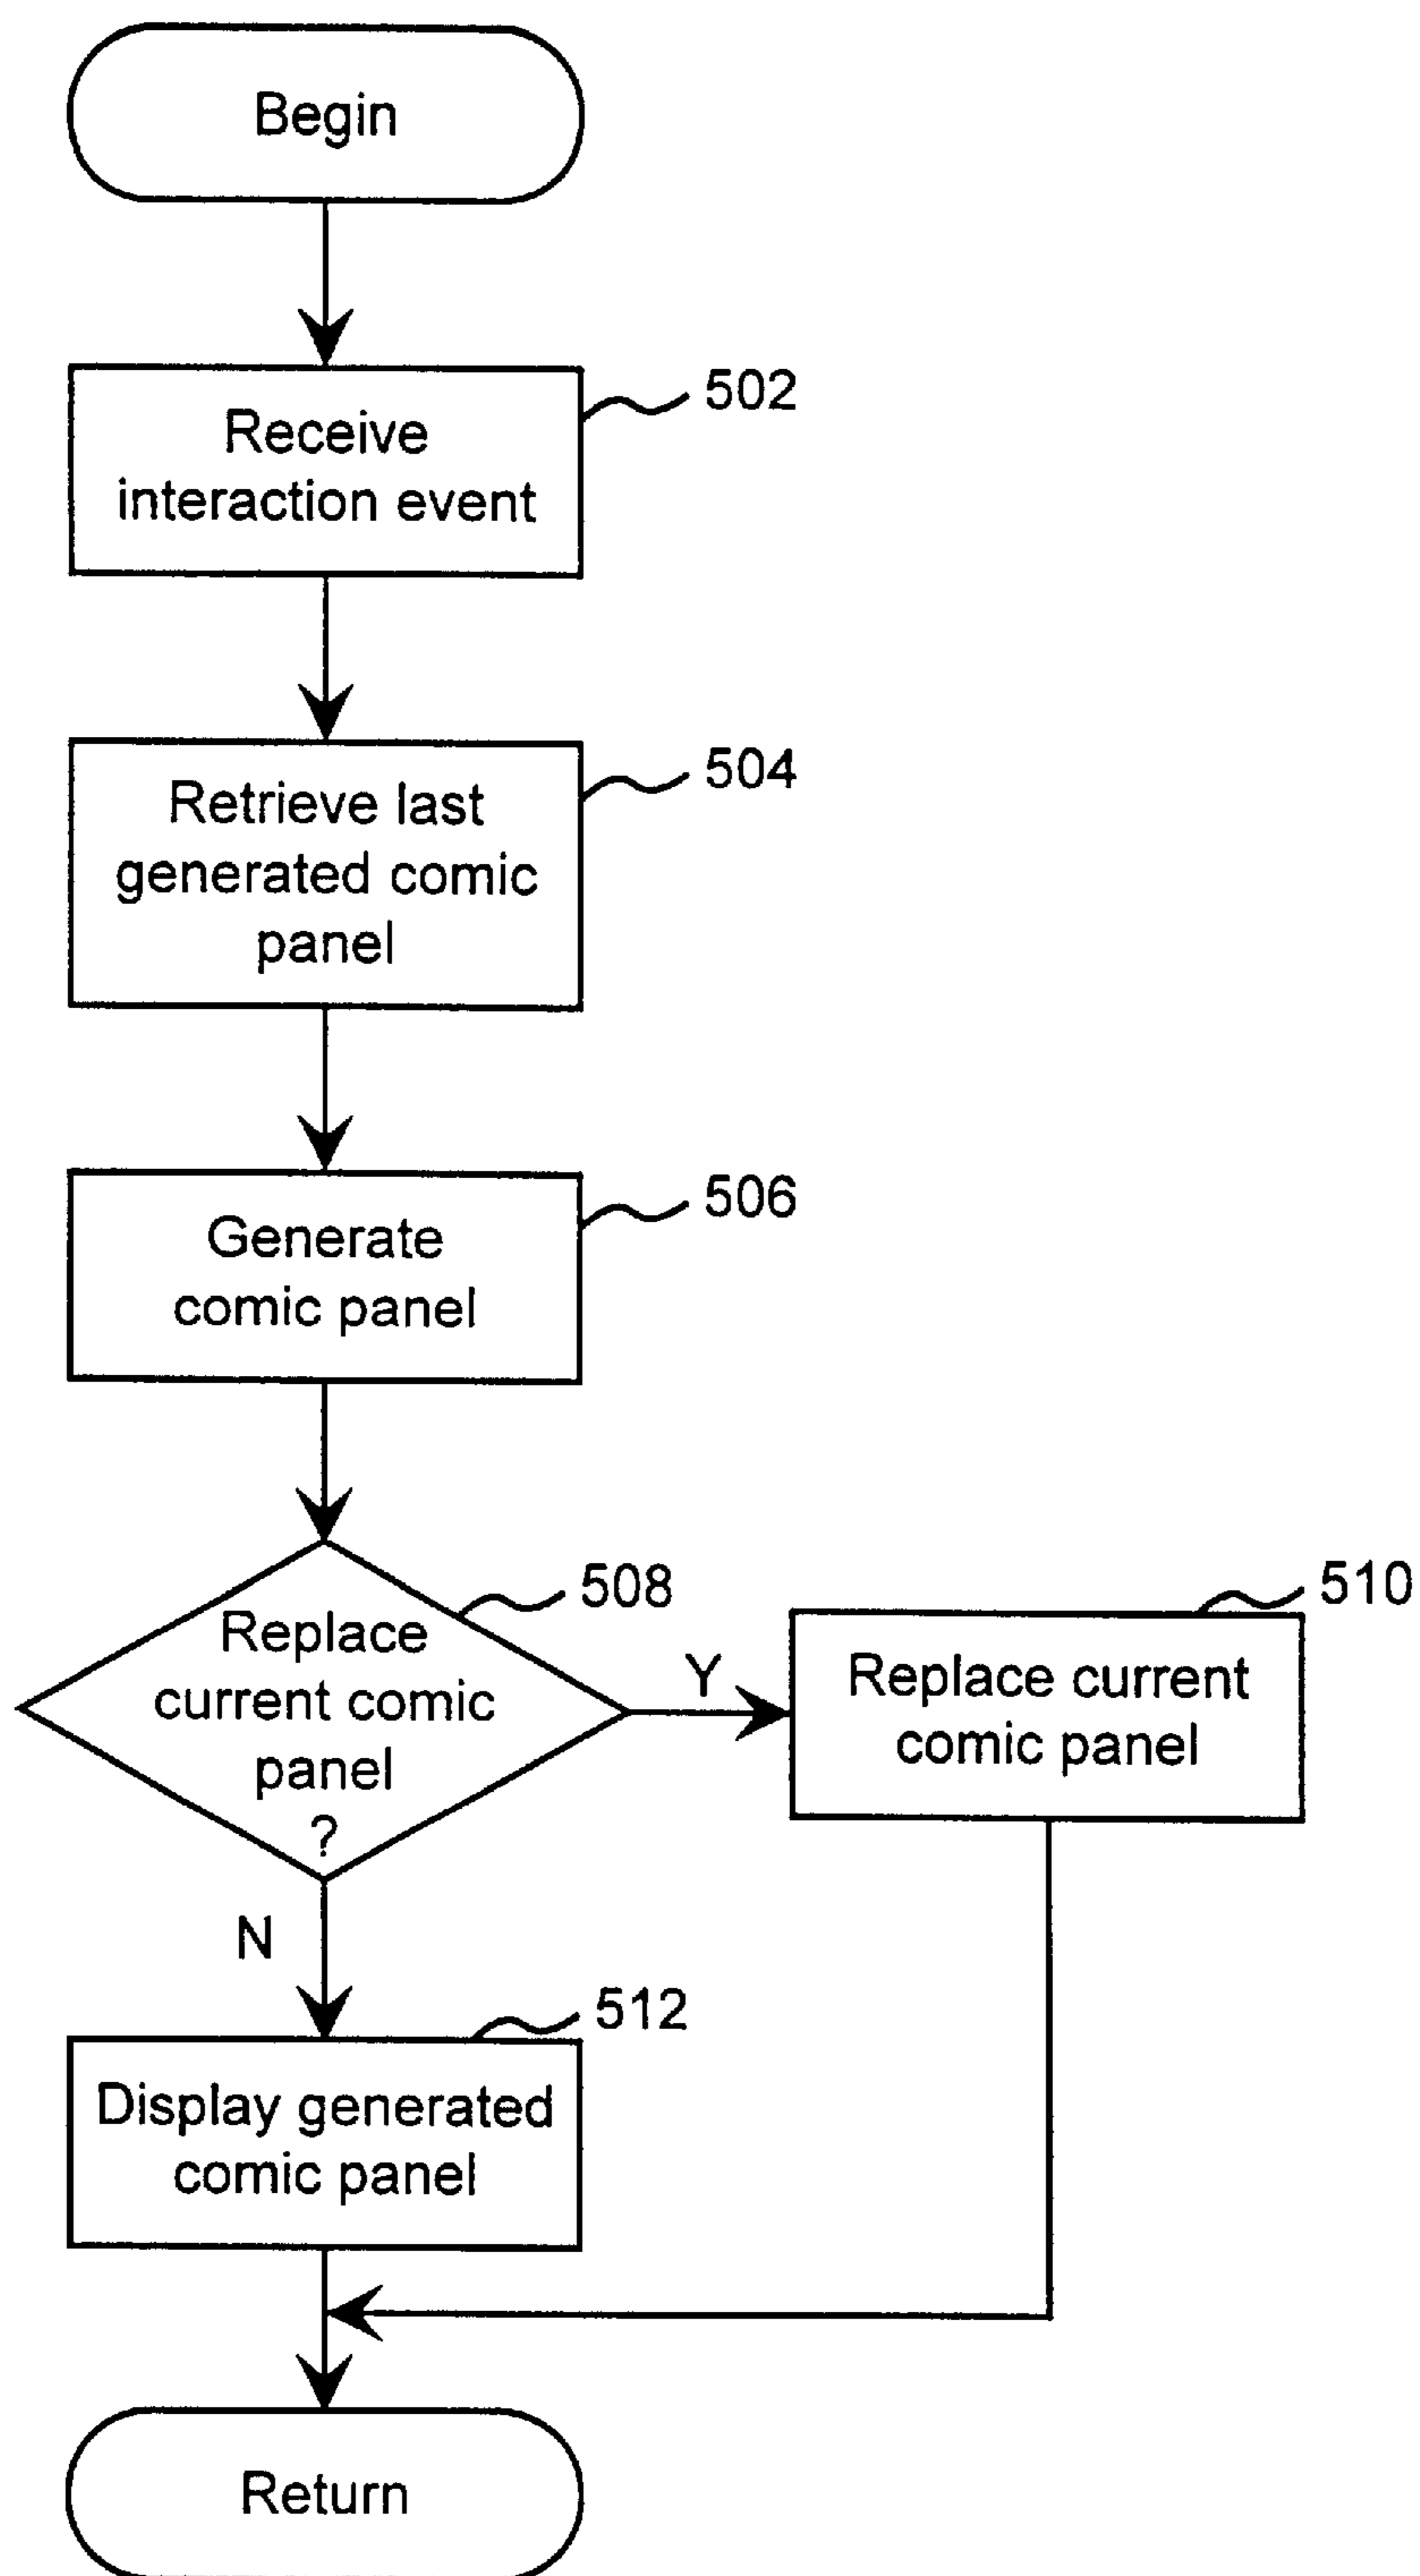 Begin
502
Receive
interaction event
504
Retrieve last
generated comic
panel
506
Generate
comic panel
508
Replace
current comic
panel
?
Y
510
Replace current
comic panel
N
512
Display generated
comic panel
Return